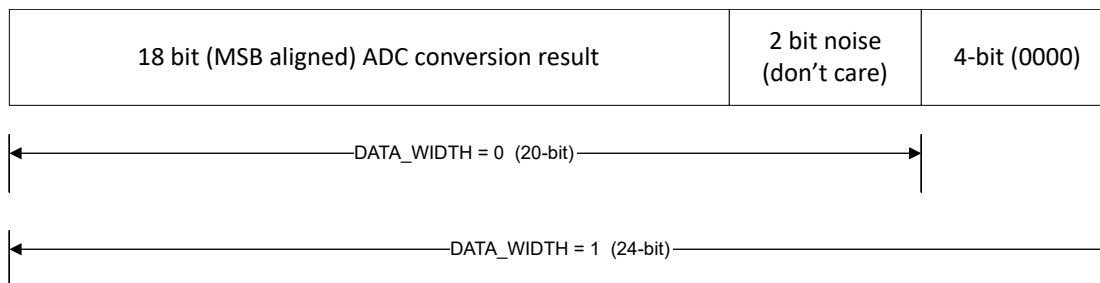 18 bit (MSB aligned) ADC conversion result
2 bit noise
(don’t care)
4-bit (0000)
DATA_WIDTH = 0 (20-bit)
DATA_WIDTH = 1 (24-bit)